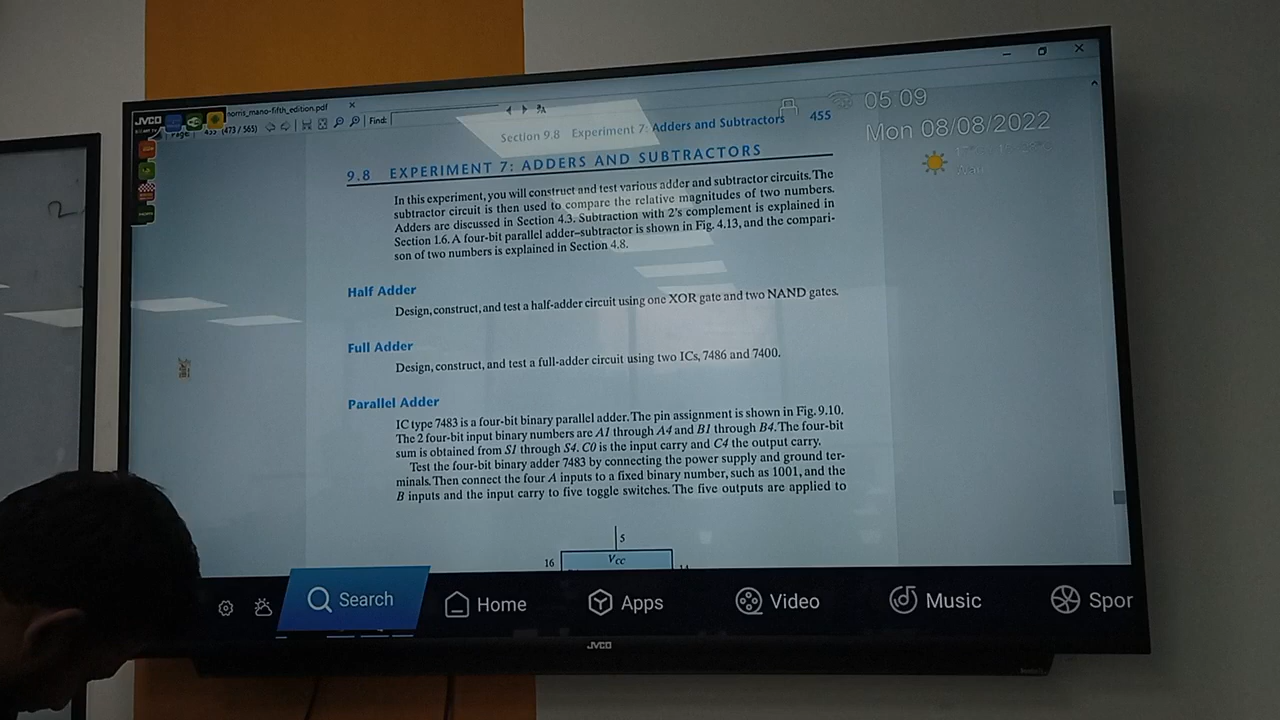 JVCO
norris_mano-fifth_edition.pdf
Page: 455 (473 / 565)
Find:
05 09
Mon 08/08/2022
Section 9.8 Experiment 7: Adders and Subtractors 455
9.8 EXPERIMENT 7: ADDERS AND SUBTRACTORS
In this experiment, you will construct and test various adder and subtractor circuits. The
subtractor circuit is then used to compare the relative magnitudes of two numbers.
Adders are discussed in Section 4.3. Subtraction with 2's complement is explained in
Section 1.6. A four-bit parallel adder–subtractor is shown in Fig. 4.13, and the compari-
son of two numbers is explained in Section 4.8.
Half Adder
Design, construct, and test a half-adder circuit using one XOR gate and two NAND gates.
Full Adder
Design, construct, and test a full-adder circuit using two ICs, 7486 and 7400.
Parallel Adder
IC type 7483 is a four-bit binary parallel adder. The pin assignment is shown in Fig. 9.10.
The 2 four-bit input binary numbers are A1 through A4 and B1 through B4. The four-bit
sum is obtained from S1 through S4. C0 is the input carry and C4 the output carry.
Test the four-bit binary adder 7483 by connecting the power supply and ground ter-
minals. Then connect the four A inputs to a fixed binary number, such as 1001, and the
B inputs and the input carry to five toggle switches. The five outputs are applied to
5
16 Vcc 14
Search Home Apps Video Music Spor
JVCO
2